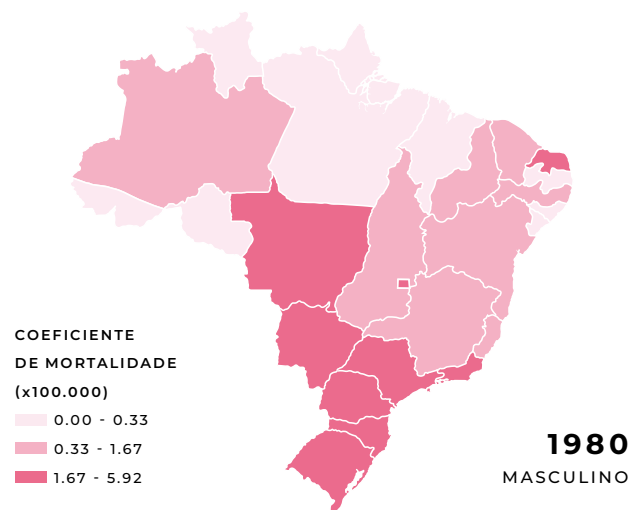 COEFICIENTE
DE MORTALIDADE
(x100.000)
0.00 - 0.33
0.33 - 1.67
1.67 - 5.92
1980
MASCULINO